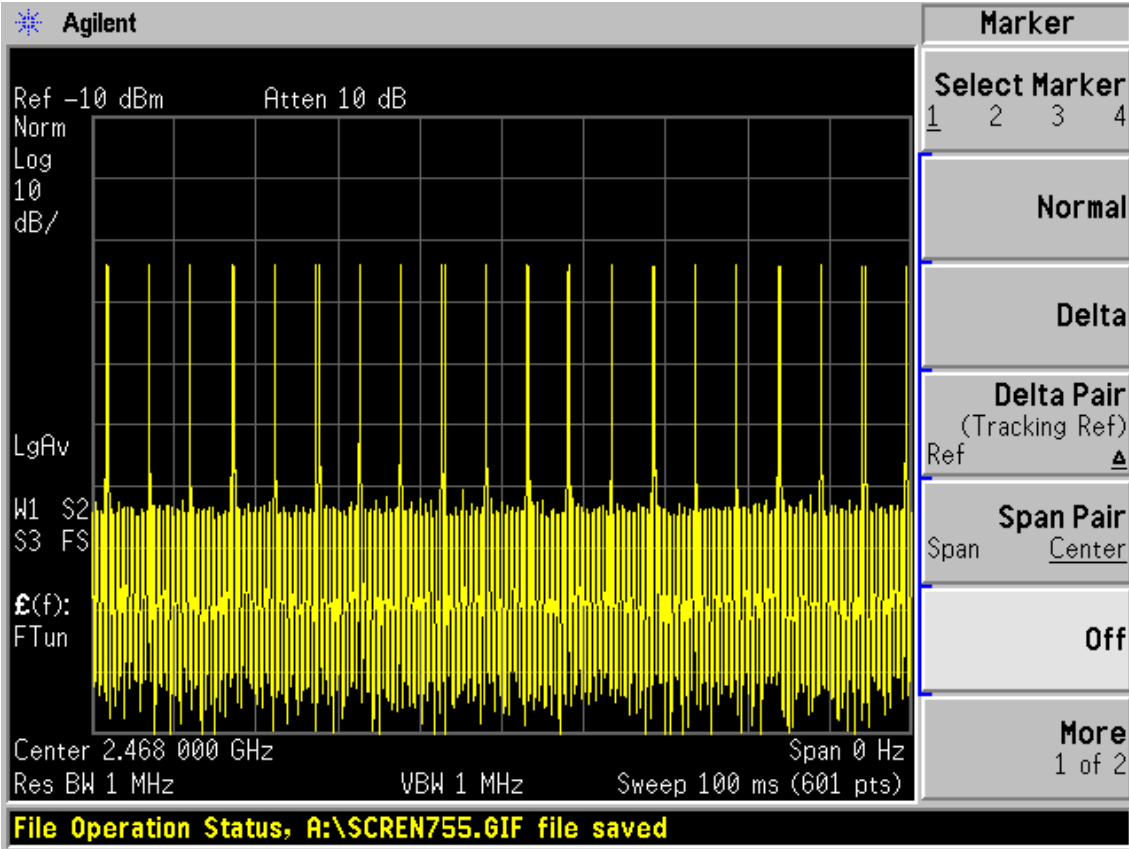 Agilent
Ref –10 dBm Atten 10 dB
Norm
Log
10
dB/
LgAv
W1 S2
S3 FS
£(f):
FTun
Center 2.468 000 GHz Span 0 Hz
Res BW 1 MHz VBW 1 MHz Sweep 100 ms (601 pts)
File Operation Status, A:\SCREN755.GIF file saved
Marker
Select Marker
1 2 3 4
Normal
Delta
Delta Pair
(Tracking Ref)
Ref Δ
Span Pair
Span Center
Off
More
1 of 2